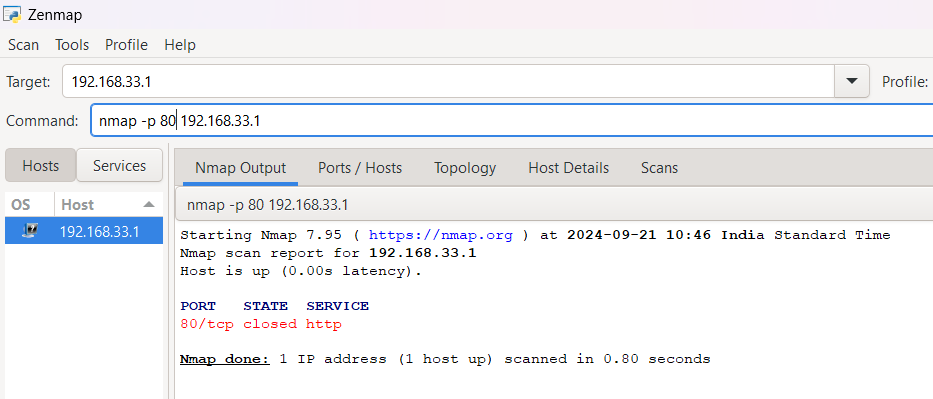 Zenmap
Scan Tools Profile Help
Target: 192.168.33.1 Profile:
Command: nmap -p 80 192.168.33.1
Hosts Services Nmap Output Ports / Hosts Topology Host Details Scans
OS Host
192.168.33.1
nmap -p 80 192.168.33.1
Starting Nmap 7.95 ( https://nmap.org ) at 2024-09-21 10:46 India Standard Time
Nmap scan report for 192.168.33.1
Host is up (0.00s latency).
PORT STATE SERVICE
80/tcp closed http
Nmap done: 1 IP address (1 host up) scanned in 0.80 seconds